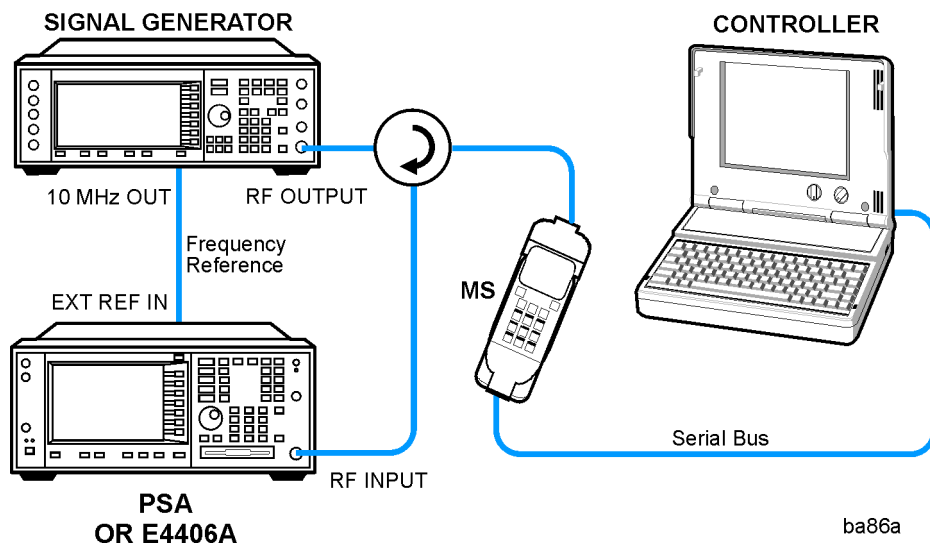 SIGNAL GENERATOR
CONTROLLER
10 MHz OUT
RF OUTPUT
Frequency
Reference
MS
EXT REF IN
Serial Bus
RF INPUT
PSA
OR E4406A
ba86a